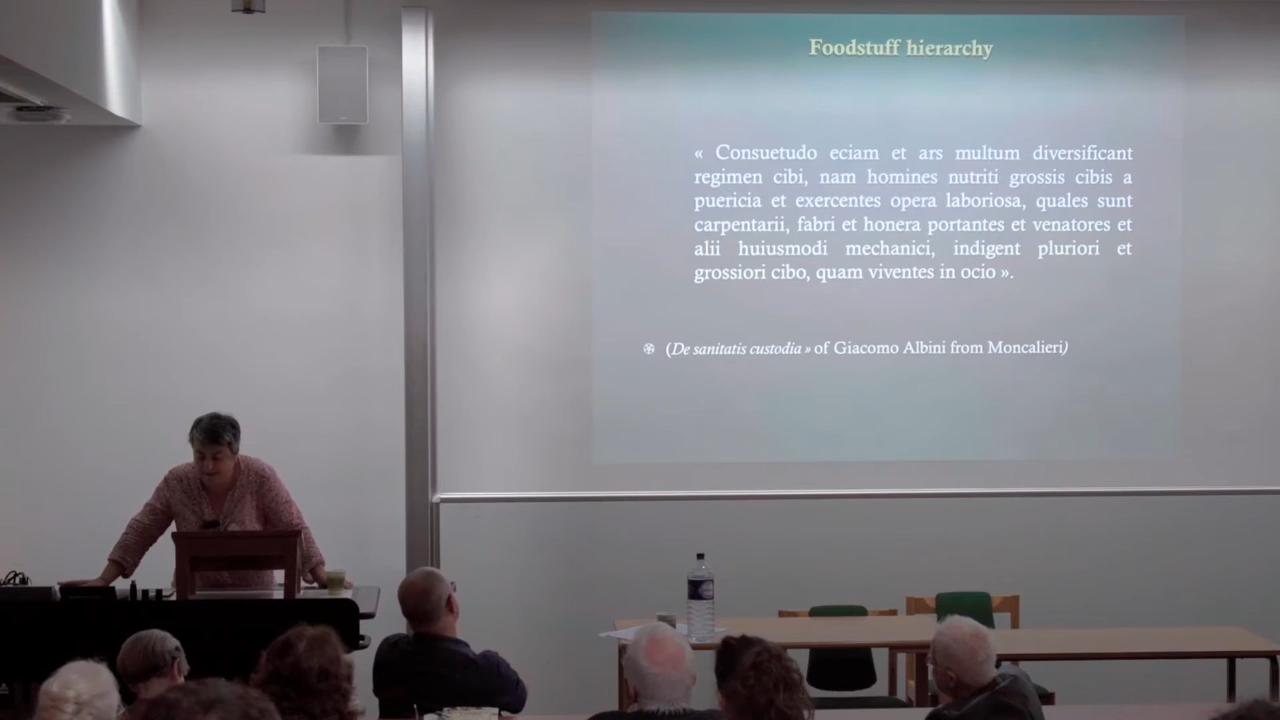 Foodstuff hierarchy
« Consuetudo eciam et ars multum diversificant
regimen cibi, nam homines nutriti grossis cibis a
puericia et exercentes opera laboriosa, quales sunt
carpentarii, fabri et honera portantes et venatores et
alii huiusmodi mechanici, indigent pluriori et
grossiori cibo, quam viventes in ocio ».
(De sanitatis custodia » of Giacomo Albini from Moncalieri)